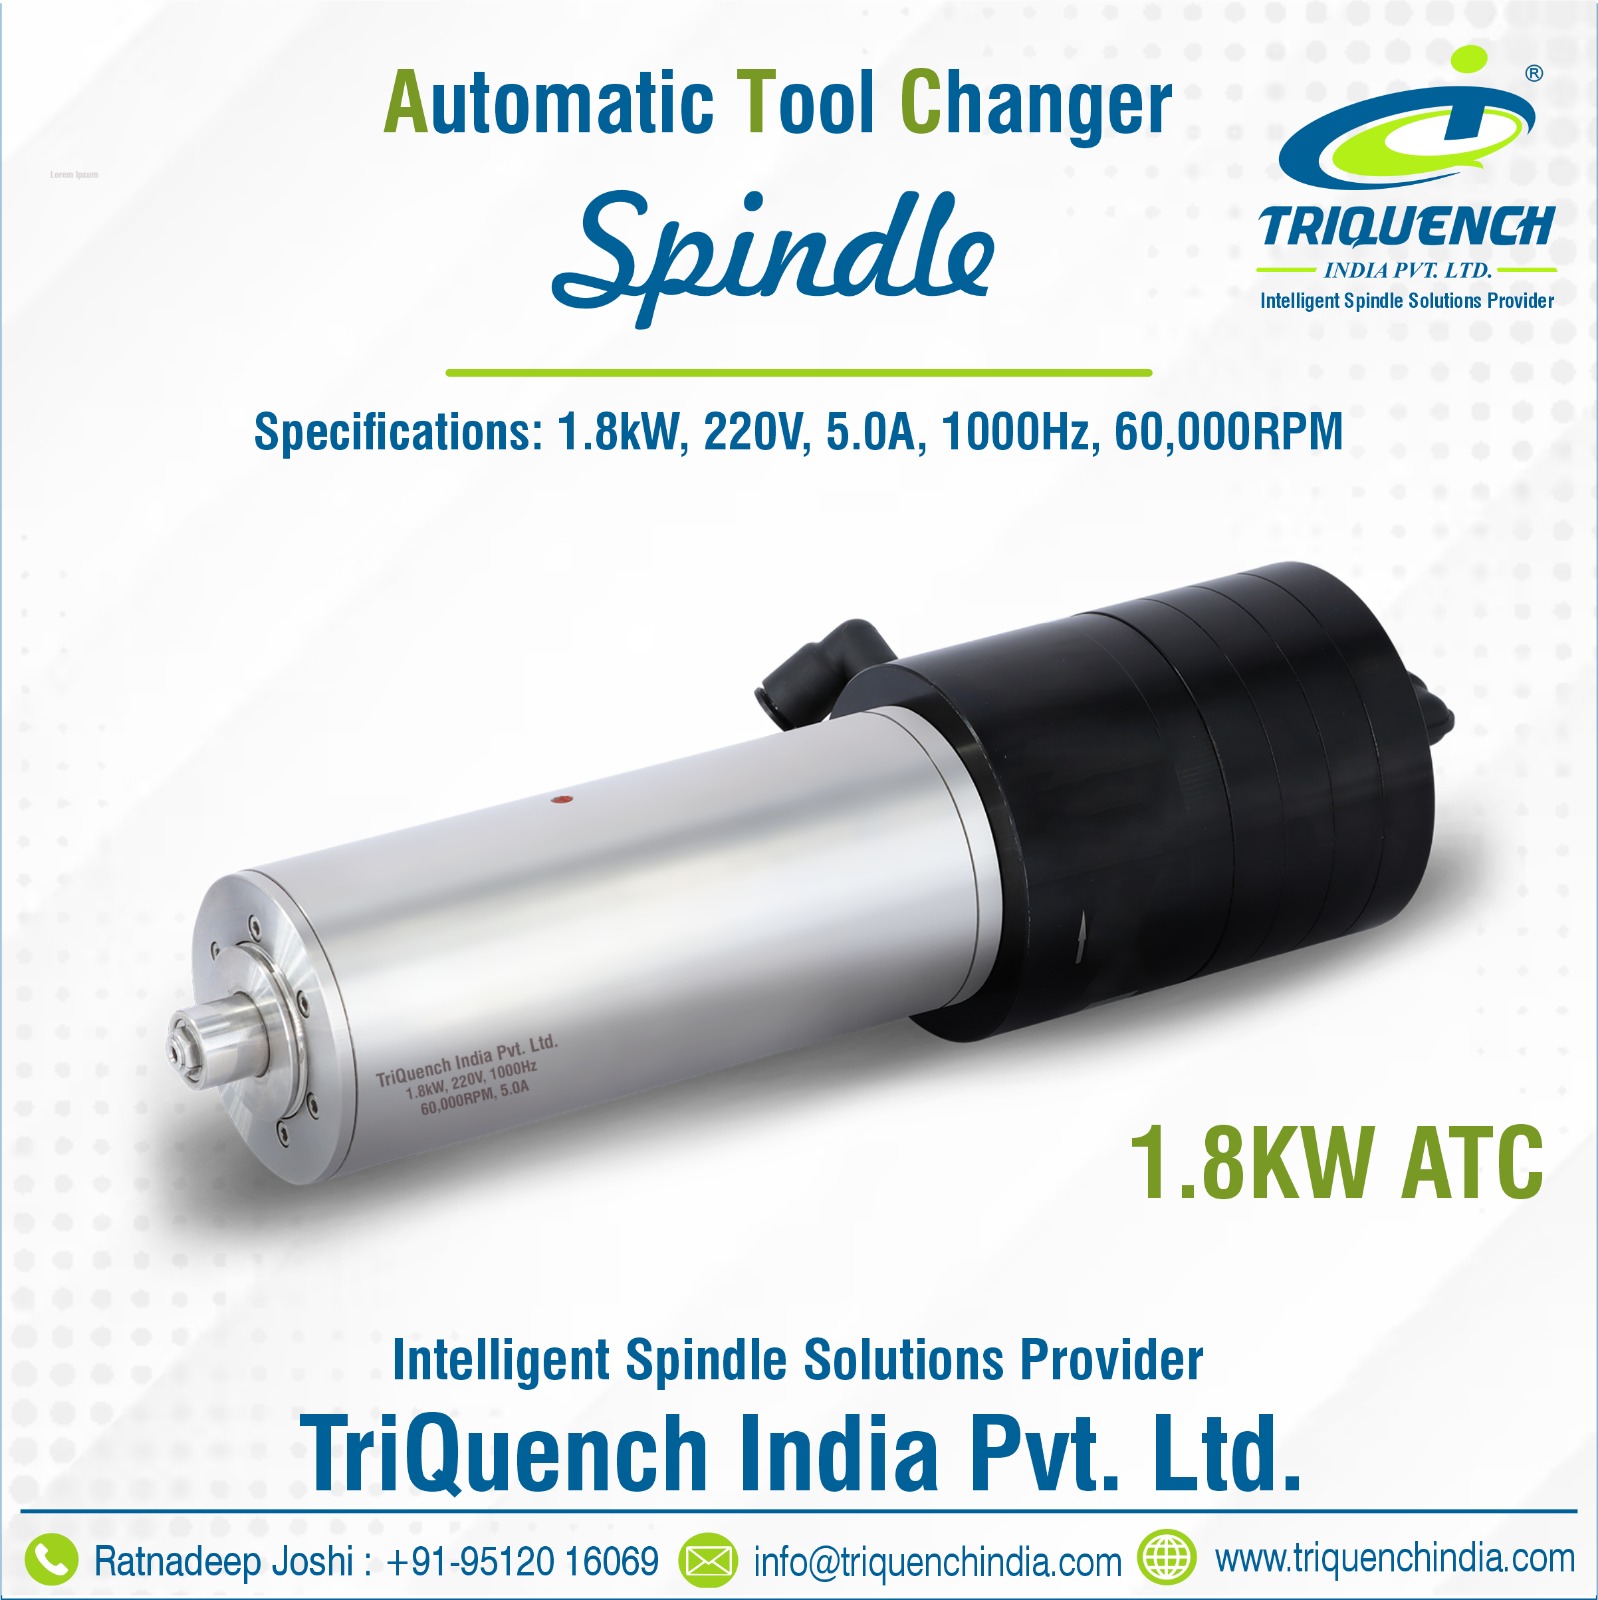 Automatic Tool Changer
Spindle
Lorem Ipsum
®
TRIQUENCH
INDIA PVT. LTD.
Intelligent Spindle Solutions Provider
Specifications: 1.8kW, 220V, 5.0A, 1000Hz, 60,000RPM
TriQuench India Pvt. Ltd.
1.8kW, 220V, 1000Hz
60,000RPM, 5.0A
1.8KW ATC
Intelligent Spindle Solutions Provider
TriQuench India Pvt. Ltd.
Ratnadeep Joshi : +91-95120 16069
info@triquenchindia.com
www.triquenchindia.com